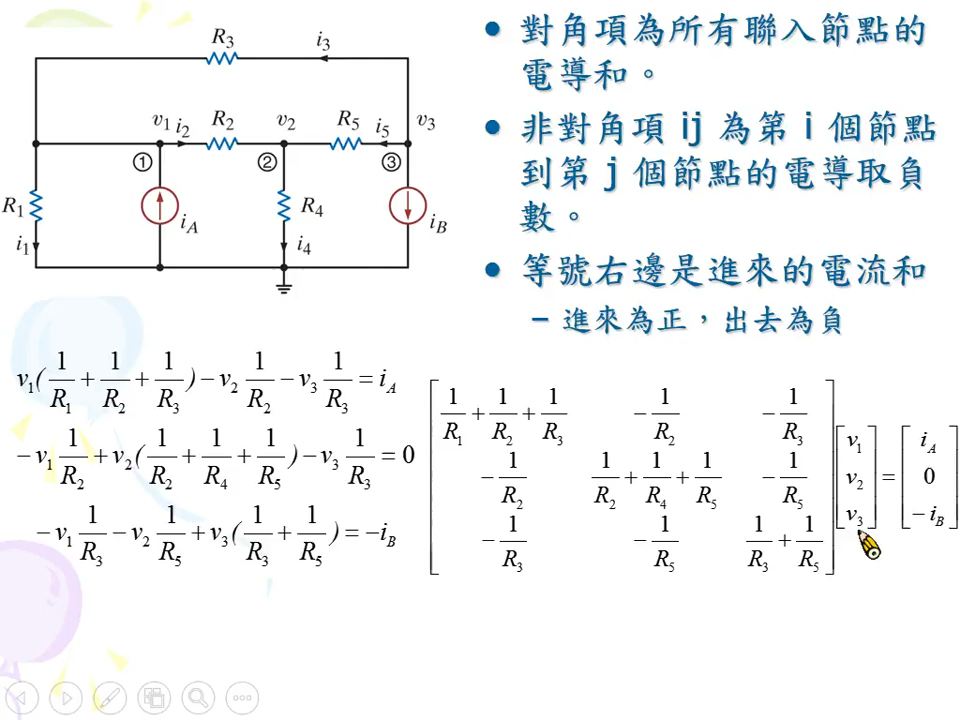 R₃ i₃
v₁ i₂ R₂ v₂ R₅ i₅ v₃
① ② ③
R₁ i_A R₄ i_B
i₁ i₄
• 對角項為所有聯入節點的
電導和。
• 非對角項 ij 為第 i 個節點
到第 j 個節點的電導取負
數。
• 等號右邊是進來的電流和
– 進來為正，出去為負
v₁(1/R₁ + 1/R₂ + 1/R₃) − v₂ 1/R₂ − v₃ 1/R₃ = i_A
−v₁ 1/R₂ + v₂(1/R₂ + 1/R₄ + 1/R₅) − v₃ 1/R₃ = 0
−v₁ 1/R₃ − v₂ 1/R₅ + v₃(1/R₃ + 1/R₅) = −i_B
[1/R₁ + 1/R₂ + 1/R₃ −1/R₂ −1/R₃] [v₁] [i_A]
[−1/R₂ 1/R₂ + 1/R₄ + 1/R₅ −1/R₅] [v₂] = [0]
[−1/R₃ −1/R₅ 1/R₃ + 1/R₅] [v₃] [−i_B]